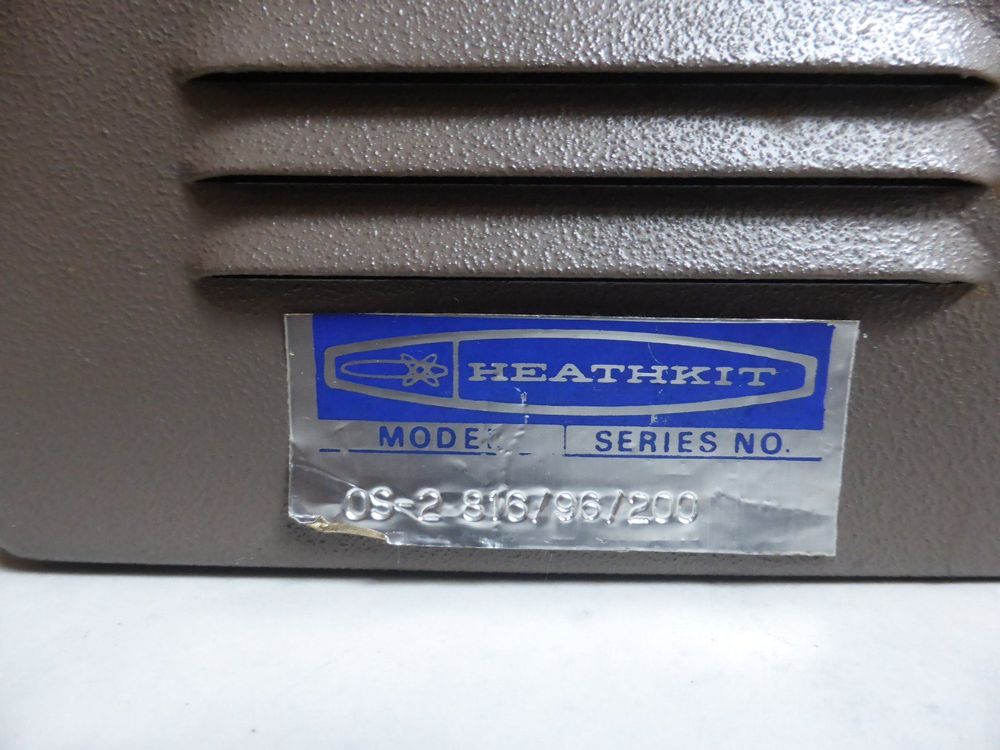 HEATHKIT
MODEL SERIES NO.
OS-2 816/96/200